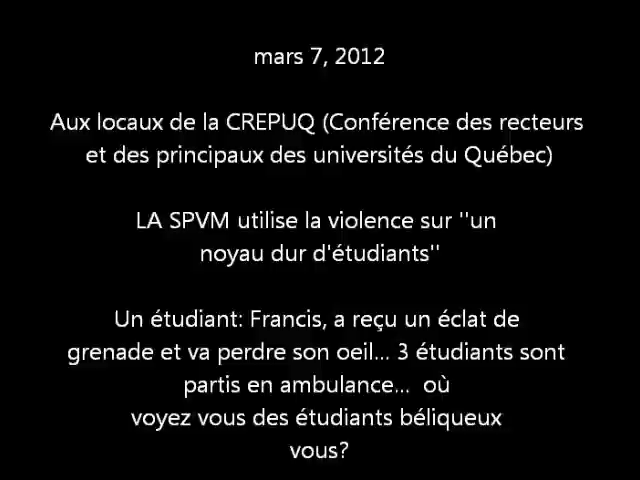 mars 7, 2012
Aux locaux de la CREPUQ (Conférence des recteurs
et des principaux des universités du Québec)
LA SPVM utilise la violence sur ''un
noyau dur d'étudiants''
Un étudiant: Francis, a reçu un éclat de
grenade et va perdre son oeil... 3 étudiants sont
partis en ambulance... où
voyez vous des étudiants béliqueux
vous?